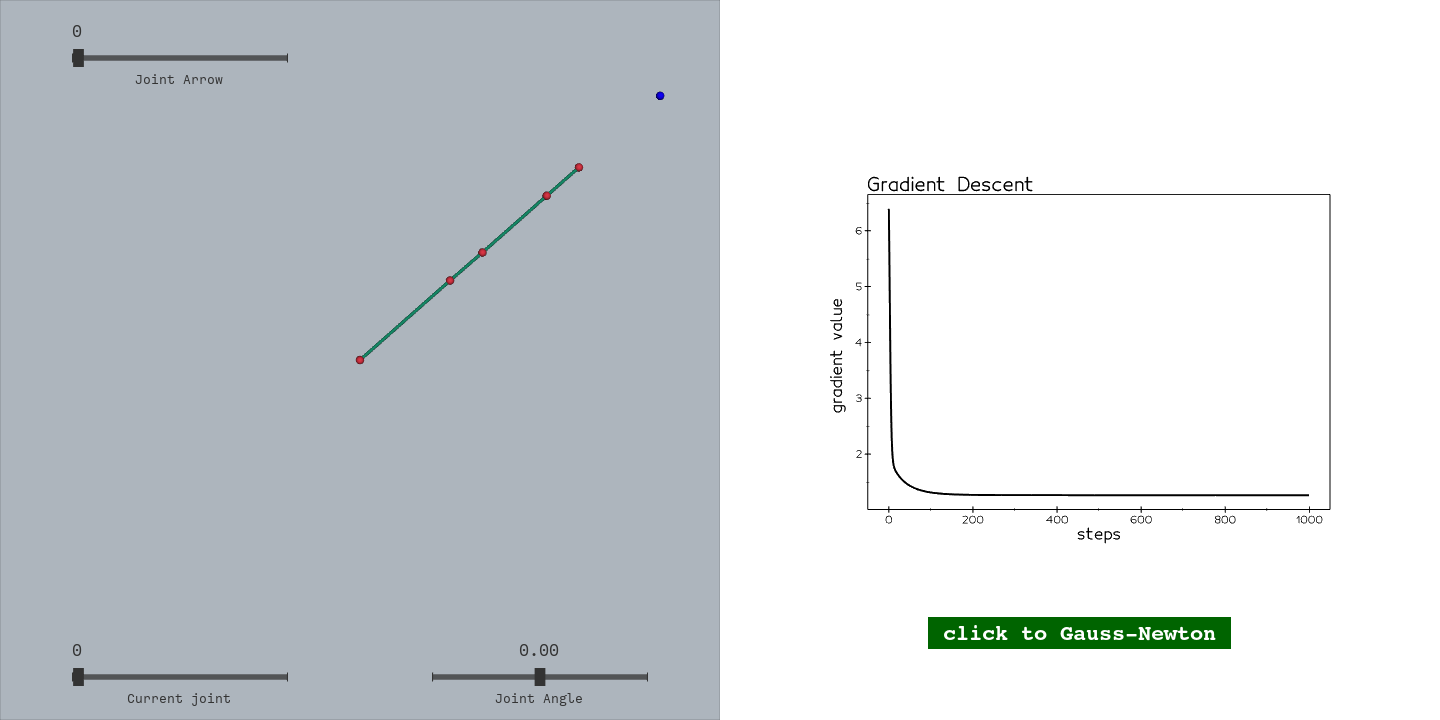 0
Joint Arrow
0
Current joint
0.00
Joint Angle
Gradient Descent
gradient value
6
5
4
3
2
0 200 400 600 800 1000
steps
click to Gauss-Newton